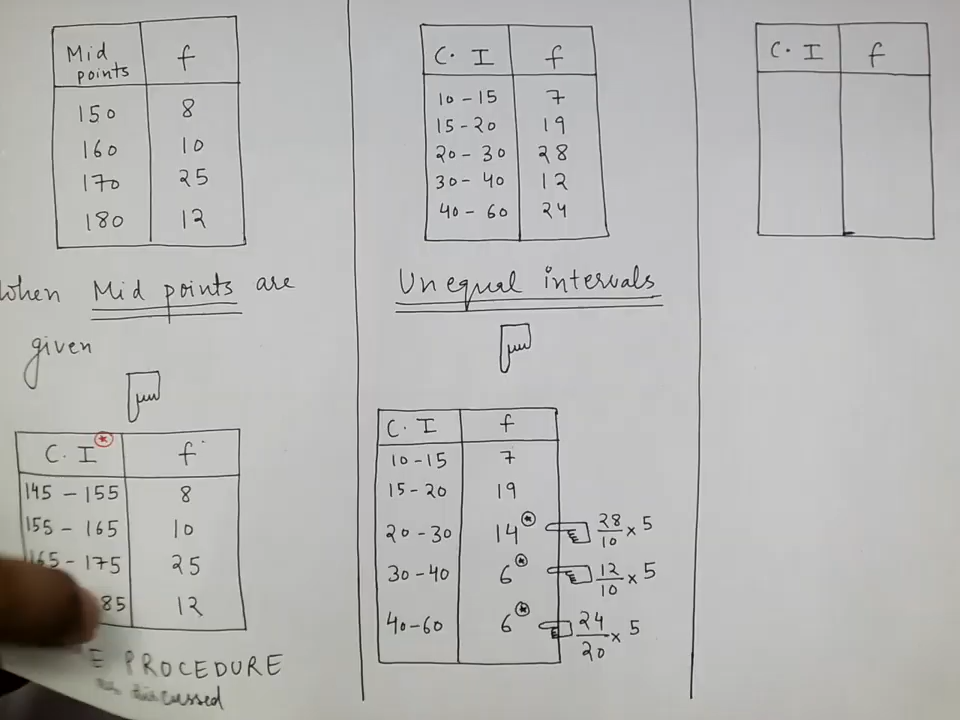 Mid points f
150 8
160 10
170 25
180 12
When Mid points are
given
C. I f
145 - 155 8
155 - 165 10
165 - 175 25
85 12
E PROCEDURE
discussed
C. I f
10 - 15 7
15 - 20 19
20 - 30 28
30 - 40 12
40 - 60 24
Unequal intervals
C. I f
10 - 15 7
15 - 20 19
20 - 30 14 28/10 × 5
30 - 40 6 12/10 × 5
40 - 60 6 24/20 × 5
C. I f